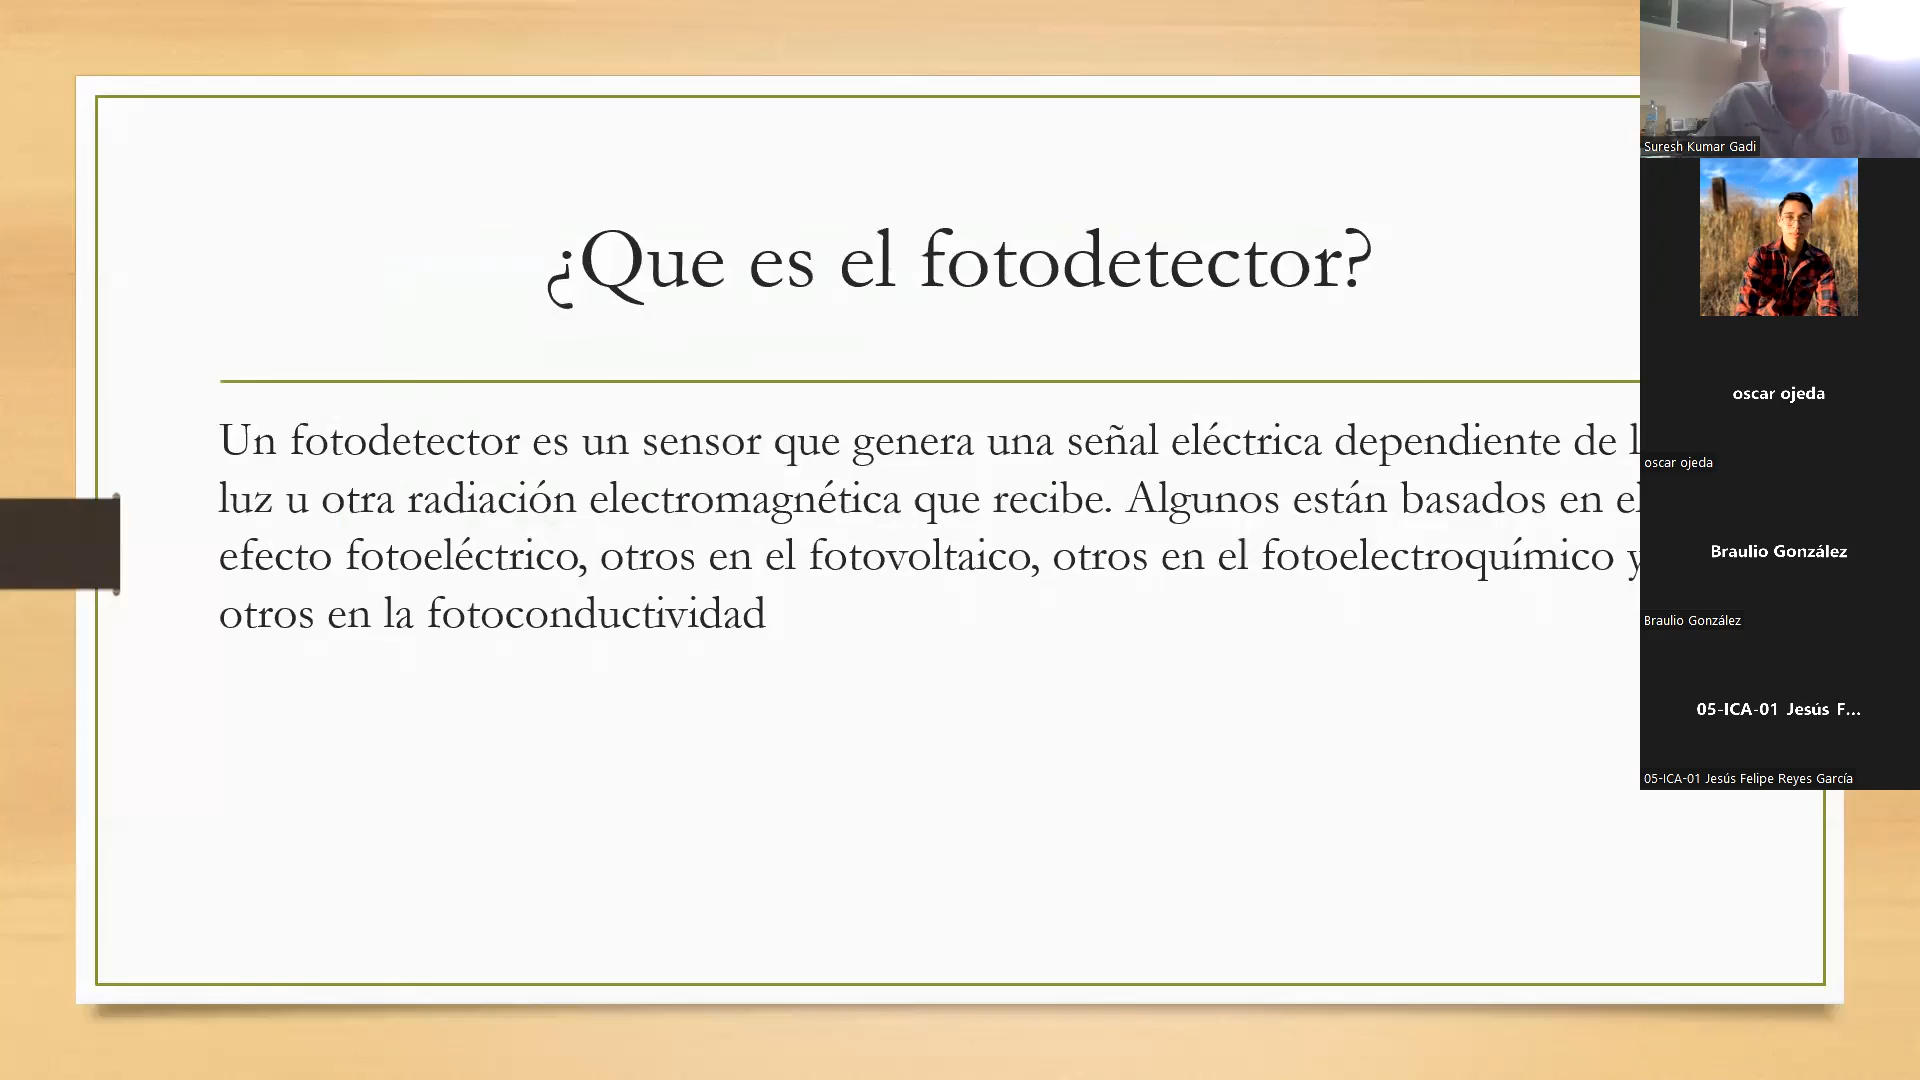 ¿Que es el fotodetector?
Un fotodetector es un sensor que genera una señal eléctrica dependiente de
luz u otra radiación electromagnética que recibe. Algunos están basados en el
efecto fotoeléctrico, otros en el fotovoltaico, otros en el fotoelectroquímico y
otros en la fotoconductividad
Suresh Kumar Gadi
oscar ojeda
oscar ojeda
Braulio González
Braulio González
05-ICA-01 Jesús F...
05-ICA-01 Jesús Felipe Reyes García